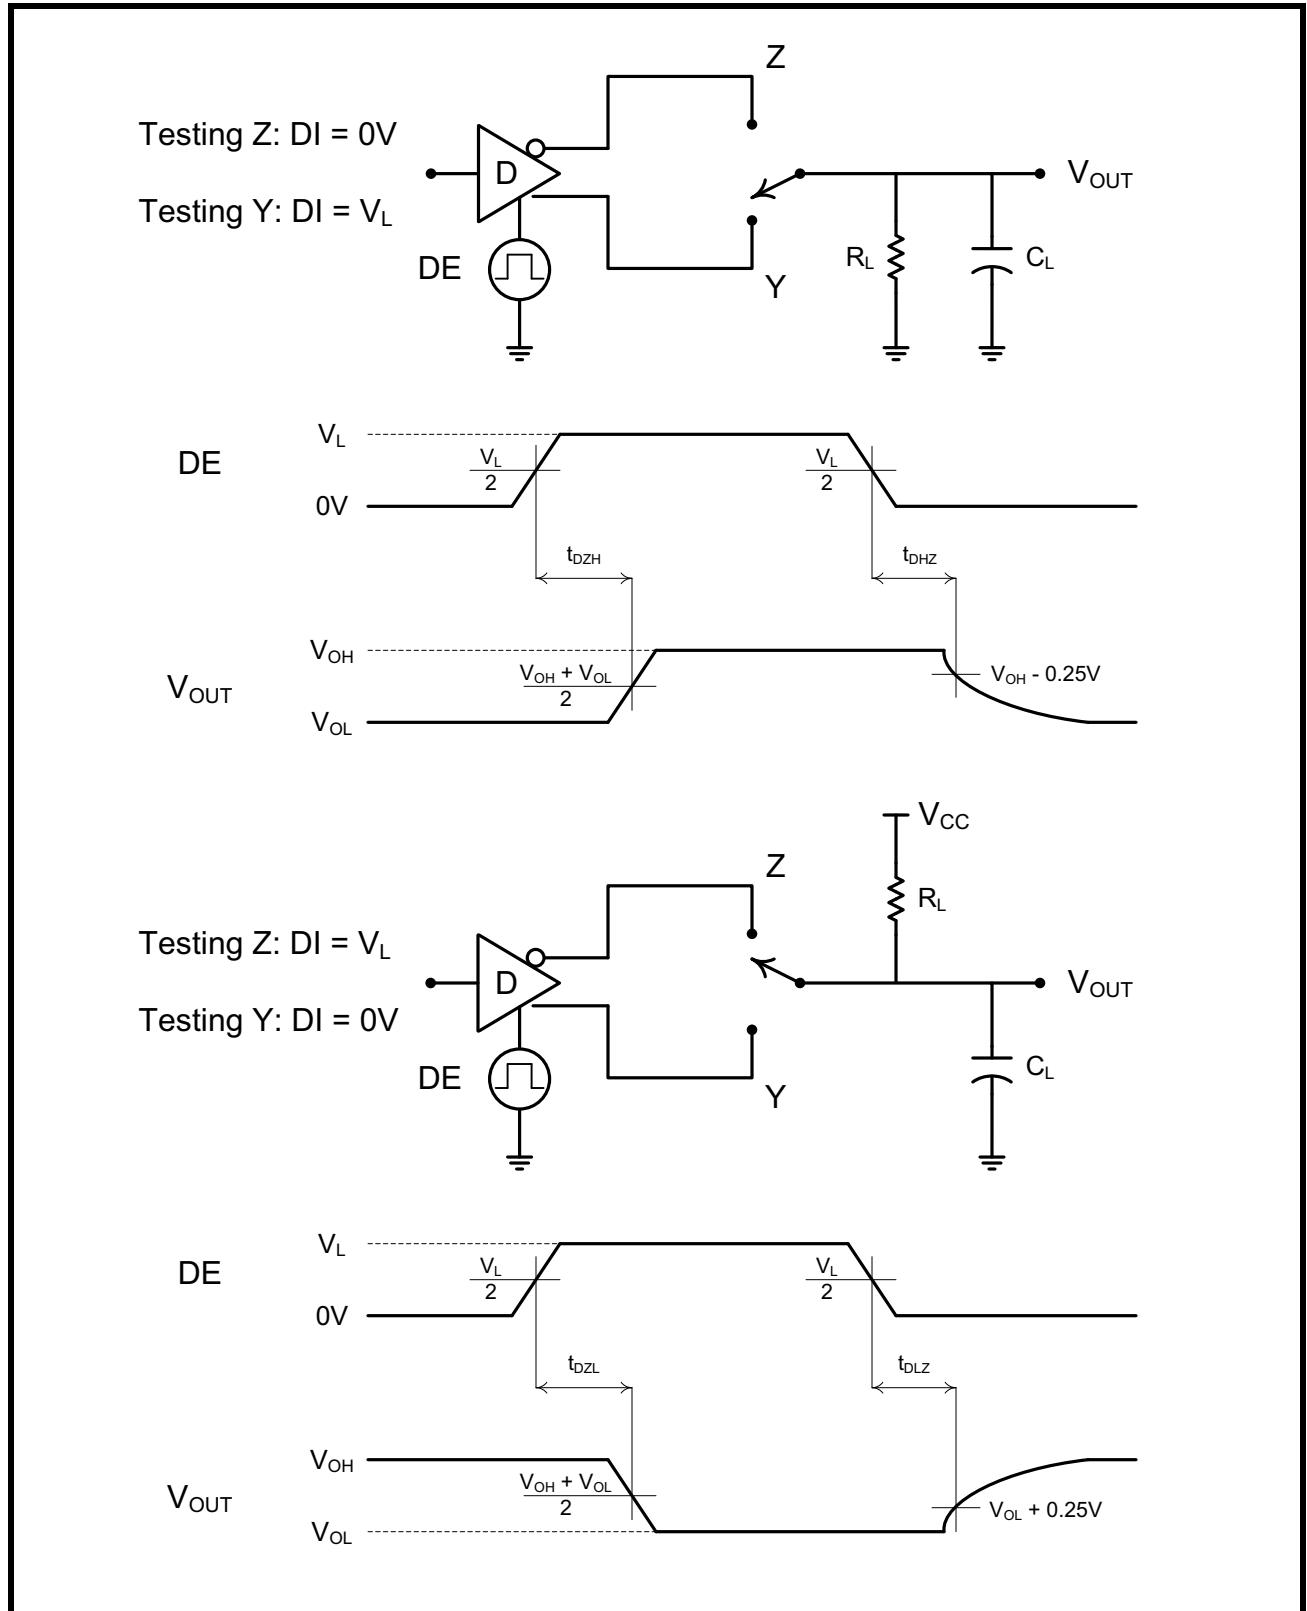 Z
Testing Z: DI = 0V
D
V_OUT
Testing Y: DI = V_L
DE
R_L
C_L
Y
V_L
DE
V_L
2
V_L
2
0V
t_DZH
t_DHZ
V_OH
V_OH + V_OL
2
V_OH - 0.25V
V_OUT
V_OL
V_CC
Z
R_L
Testing Z: DI = V_L
D
V_OUT
Testing Y: DI = 0V
DE
C_L
Y
V_L
DE
V_L
2
V_L
2
0V
t_DZL
t_DLZ
V_OH
V_OH + V_OL
2
V_OUT
V_OL + 0.25V
V_OL